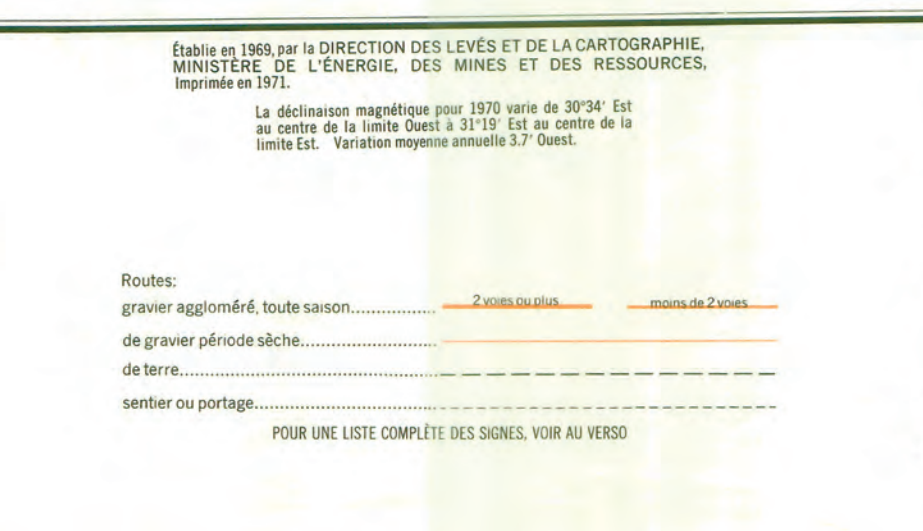 Établie en 1969, par la DIRECTION DES LEVÉS ET DE LA CARTOGRAPHIE,
MINISTÈRE DE L'ÉNERGIE, DES MINES ET DES RESSOURCES,
Imprimée en 1971.
La déclinaison magnétique pour 1970 varie de 30°34' Est
au centre de la limite Ouest à 31°19' Est au centre de la
limite Est. Variation moyenne annuelle 3.7' Ouest.
Routes:
gravier aggloméré, toute saison................ 2 voies ou plus moins de 2 voies
de gravier période sèche..........................
de terre.................................................
sentier ou portage.................................
POUR UNE LISTE COMPLÈTE DES SIGNES, VOIR AU VERSO